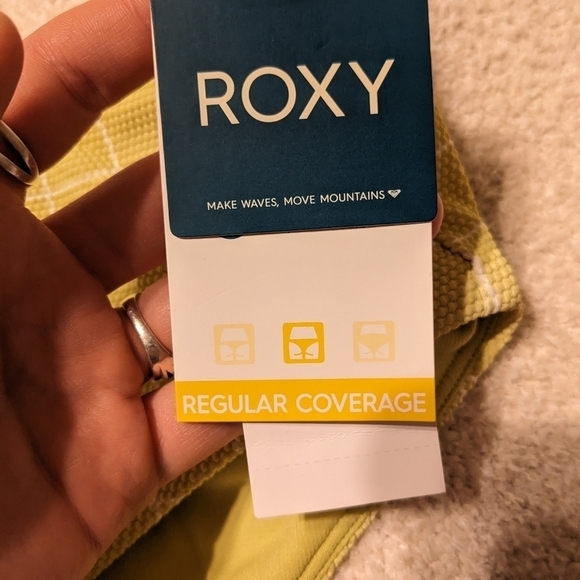 ROXY
MAKE WAVES, MOVE MOUNTAINS
REGULAR COVERAGE